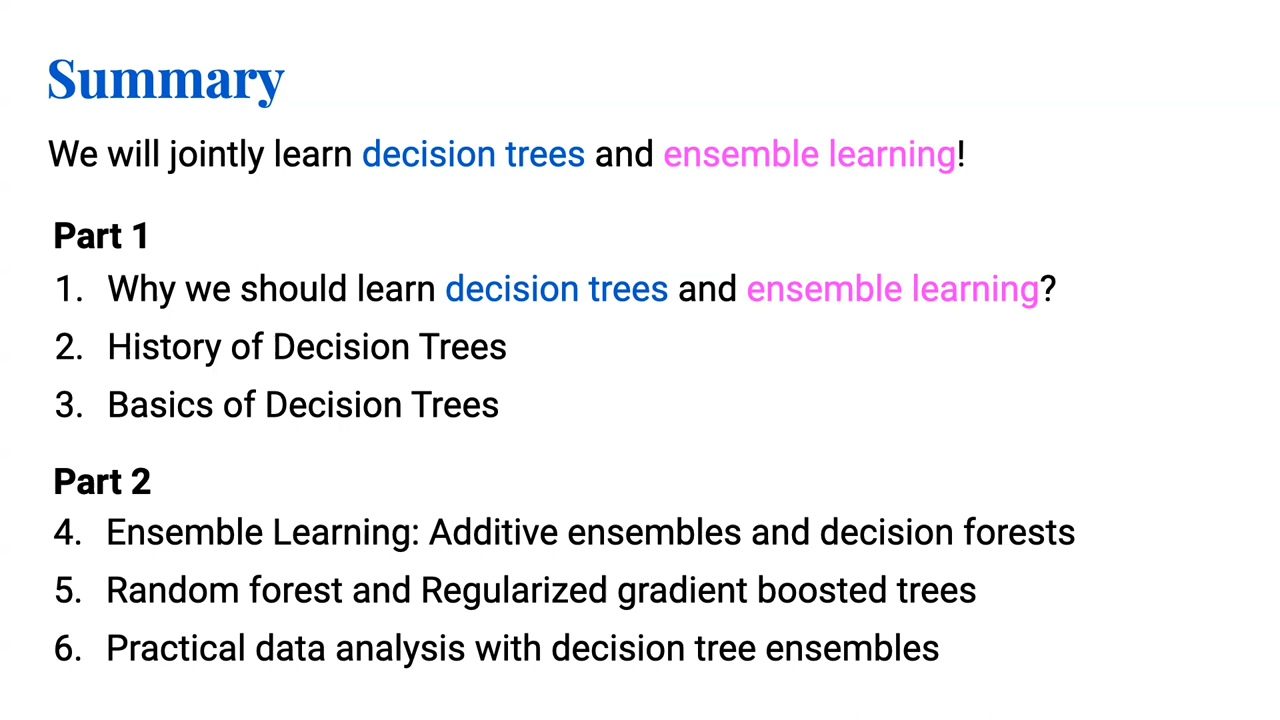 Summary
We will jointly learn decision trees and ensemble learning!
Part 1
1. Why we should learn decision trees and ensemble learning?
2. History of Decision Trees
3. Basics of Decision Trees
Part 2
4. Ensemble Learning: Additive ensembles and decision forests
5. Random forest and Regularized gradient boosted trees
6. Practical data analysis with decision tree ensembles